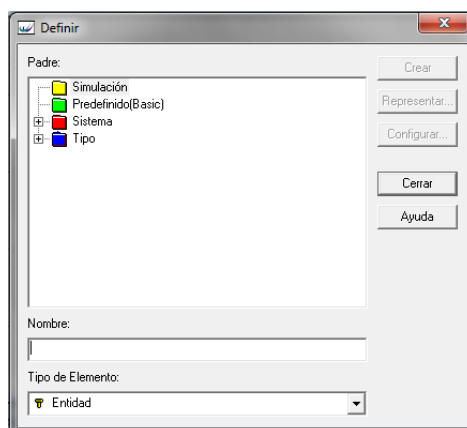 Definir
Padre:
Simulación
Predefinido(Basic)
Sistema
Tipo
Crear
Representar...
Configurar...
Cerrar
Ayuda
Nombre:
Tipo de Elemento:
Entidad